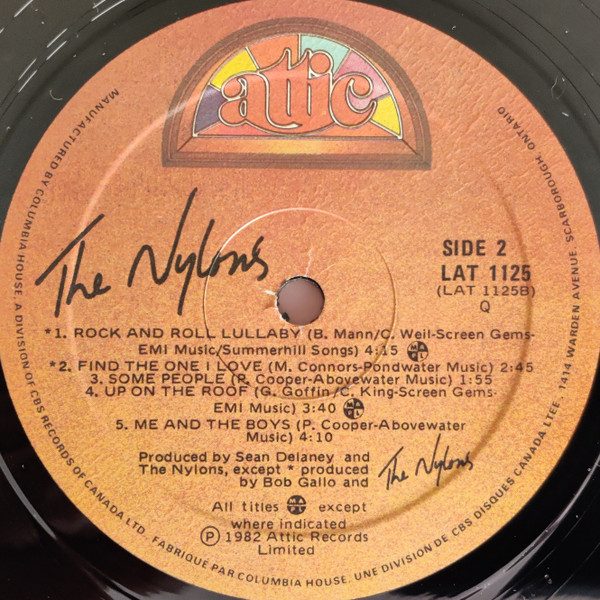 attic
The Nylons
SIDE 2
LAT 1125
(LAT 1125B)
Q
*1. ROCK AND ROLL LULLABY (B. Mann/C. Weil-Screen Gems-
EMI Music/Summerhill Songs) 4:15 MAPL
*2. FIND THE ONE I LOVE (M. Connors-Pondwater Music) 2:45
3. SOME PEOPLE (P. Cooper-Abovewater Music) 1:55
4. UP ON THE ROOF (G. Goffin/C. King-Screen Gems-
EMI Music) 3:40 MAPL
5. ME AND THE BOYS (P. Cooper-Abovewater
Music) 4:10
Produced by Sean Delaney and
The Nylons, except * produced
by Bob Gallo and The Nylons
All titles MAPL except
where indicated
Ⓟ 1982 Attic Records
Limited
MANUFACTURED BY COLUMBIA HOUSE, A DIVISION OF CBS RECORDS OF CANADA LTD. FABRIQUÉ PAR COLUMBIA HOUSE, UNE DIVISION DE CBS DISQUES CANADA LTEE. 1414 WARDEN AVENUE, SCARBOROUGH, ONTARIO